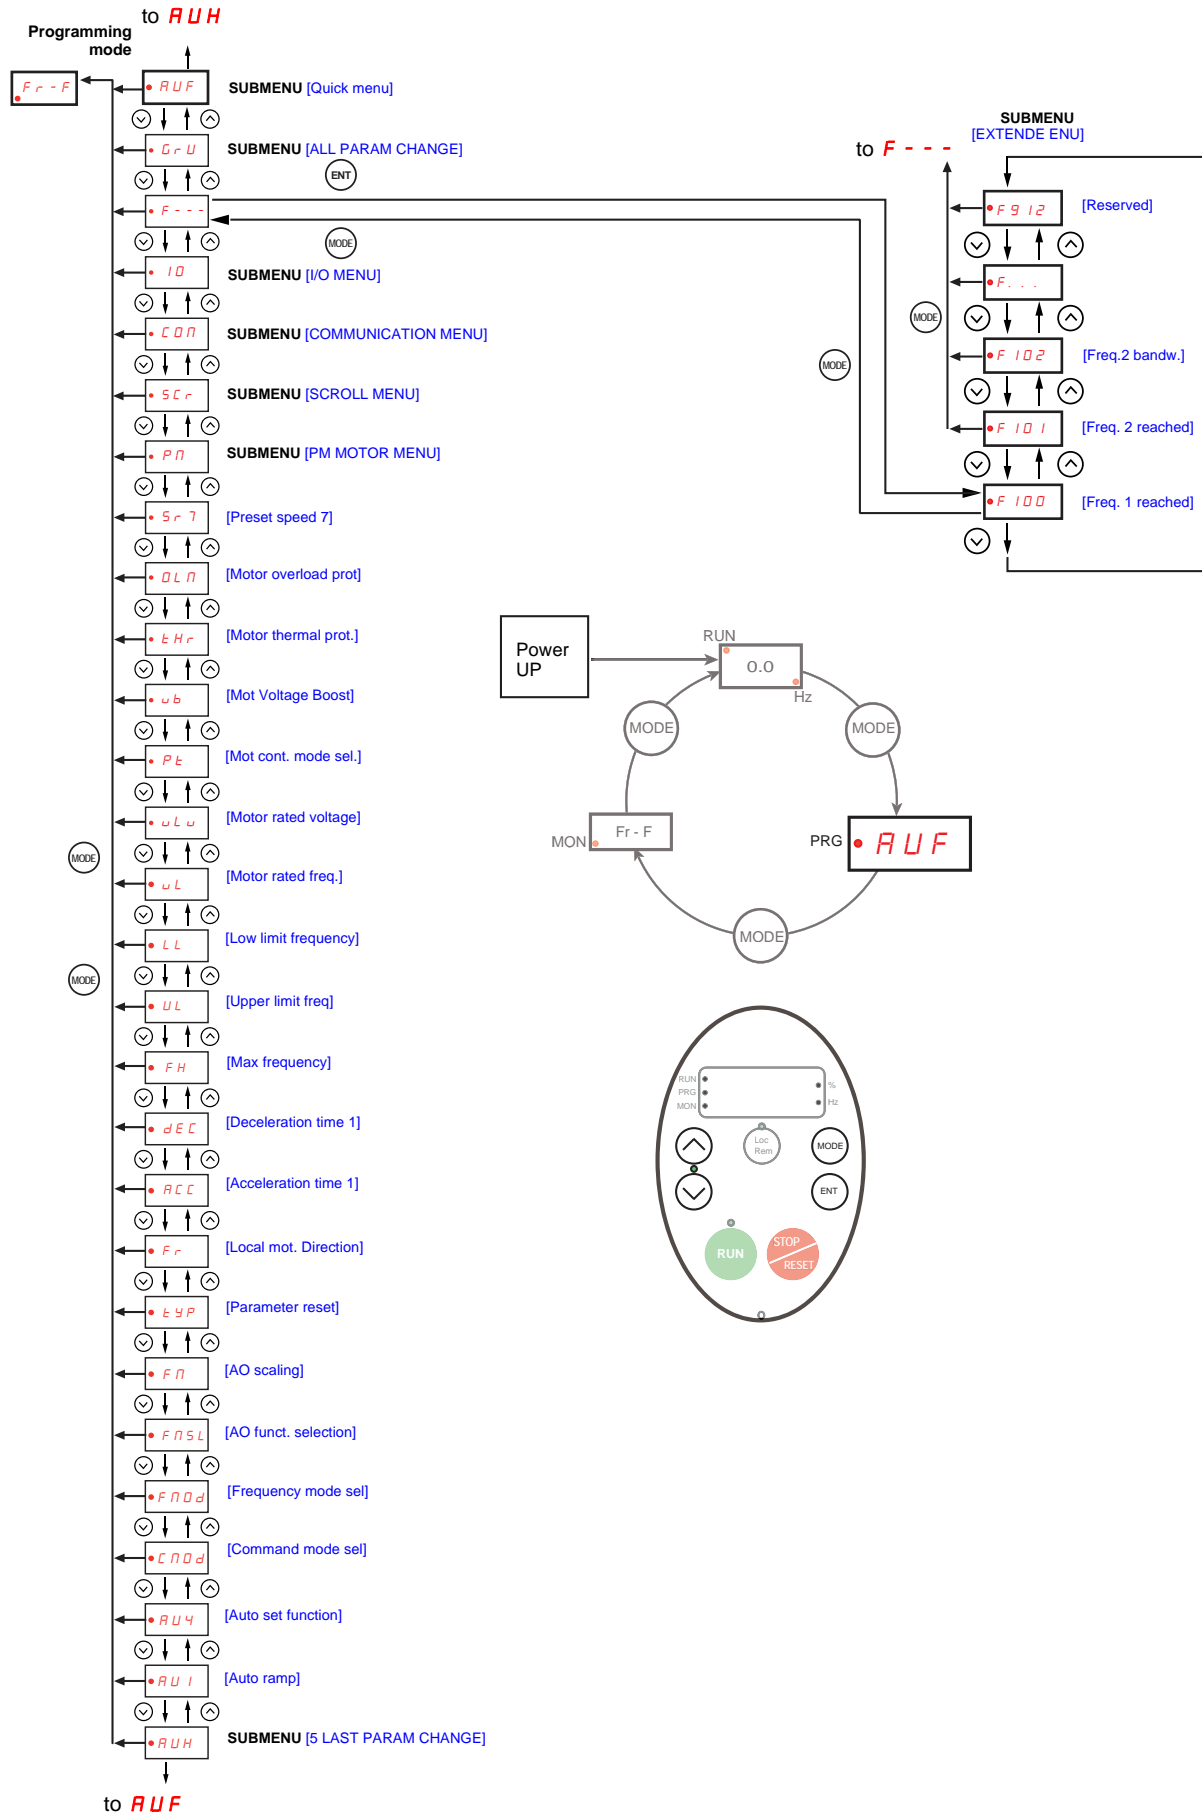 to AUH
Programming
mode
Fr-F
AUF
SUBMENU [Quick menu]
GrU
SUBMENU [ALL PARAM CHANGE]
ENT
F---
MODE
IO
SUBMENU [I/O MENU]
COM
SUBMENU [COMMUNICATION MENU]
SCr
SUBMENU [SCROLL MENU]
PM
SUBMENU [PM MOTOR MENU]
Sr7
[Preset speed 7]
OLM
[Motor overload prot]
tHr
[Motor thermal prot.]
ub
[Mot Voltage Boost]
Pt
[Mot cont. mode sel.]
uLu
[Motor rated voltage]
MODE
uL
[Motor rated freq.]
LL
[Low limit frequency]
MODE
UL
[Upper limit freq]
FH
[Max frequency]
dEC
[Deceleration time 1]
ACC
[Acceleration time 1]
Fr
[Local mot. Direction]
tYP
[Parameter reset]
FM
[AO scaling]
FMSL
[AO funct. selection]
FMOd
[Frequency mode sel]
CMOd
[Command mode sel]
AU4
[Auto set function]
AU1
[Auto ramp]
AUH
SUBMENU [5 LAST PARAM CHANGE]
to AUF
SUBMENU
[EXTENDE ENU]
to F---
F912
[Reserved]
F...
MODE
F102
[Freq.2 bandw.]
MODE
F101
[Freq. 2 reached]
F100
[Freq. 1 reached]
Power
UP
RUN
0.0
Hz
MODE
MODE
MON
Fr - F
PRG
AUF
MODE
RUN
PRG
MON
%
Hz
Loc
Rem
MODE
ENT
RUN
STOP
RESET